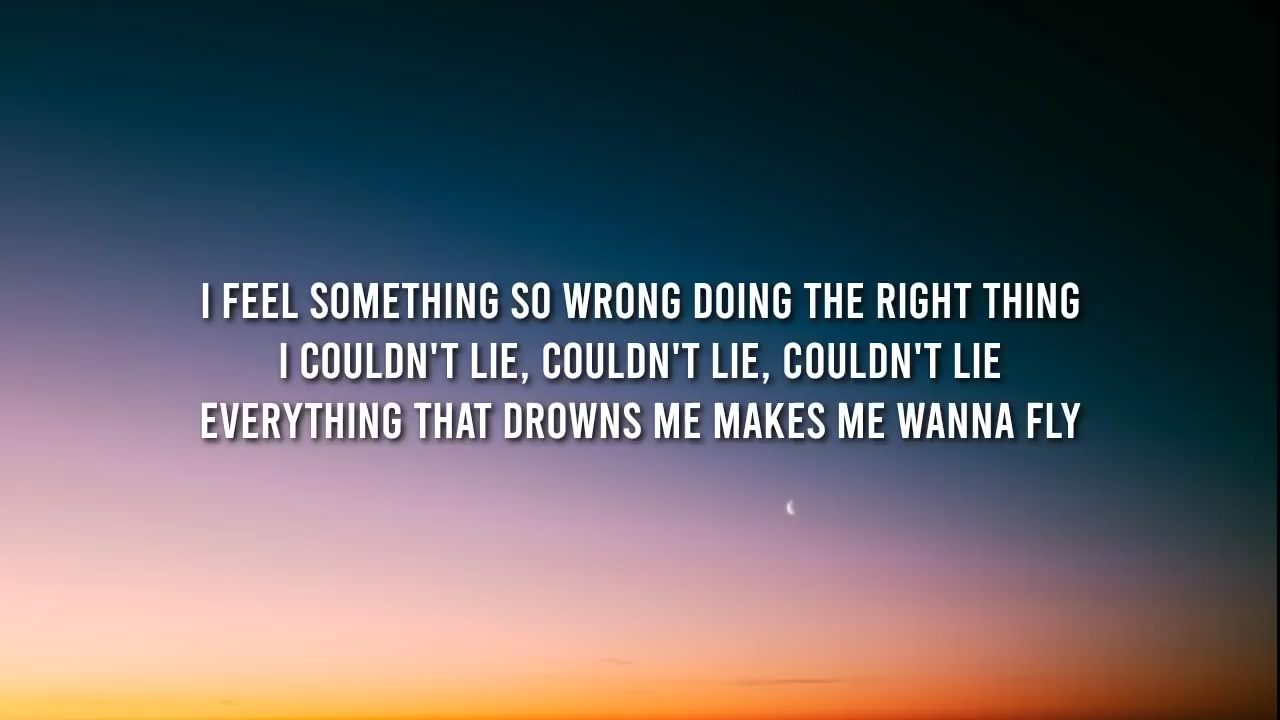 I FEEL SOMETHING SO WRONG DOING THE RIGHT THING
I COULDN'T LIE, COULDN'T LIE, COULDN'T LIE
EVERYTHING THAT DROWNS ME MAKES ME WANNA FLY